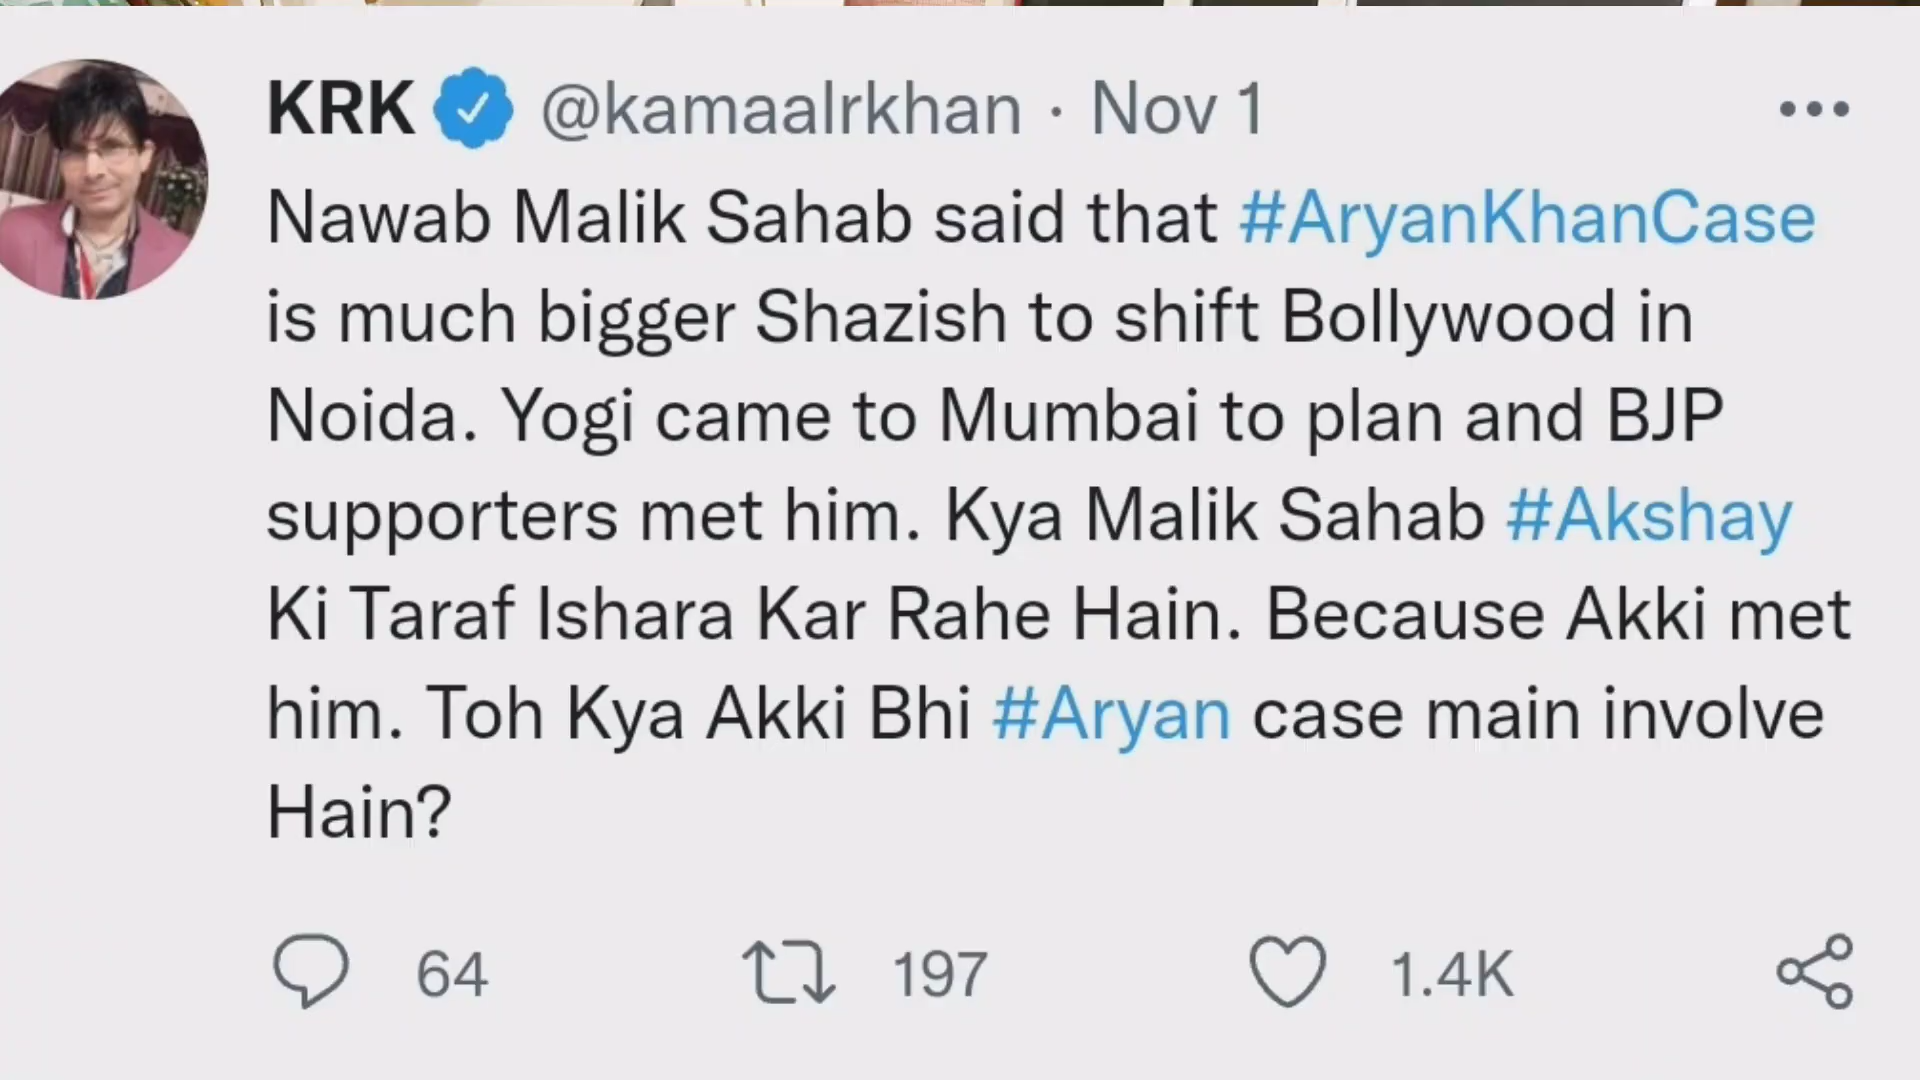 KRK @kamaalrkhan · Nov 1
Nawab Malik Sahab said that #AryanKhanCase
is much bigger Shazish to shift Bollywood in
Noida. Yogi came to Mumbai to plan and BJP
supporters met him. Kya Malik Sahab #Akshay
Ki Taraf Ishara Kar Rahe Hain. Because Akki met
him. Toh Kya Akki Bhi #Aryan case main involve
Hain?
64 197 1.4K